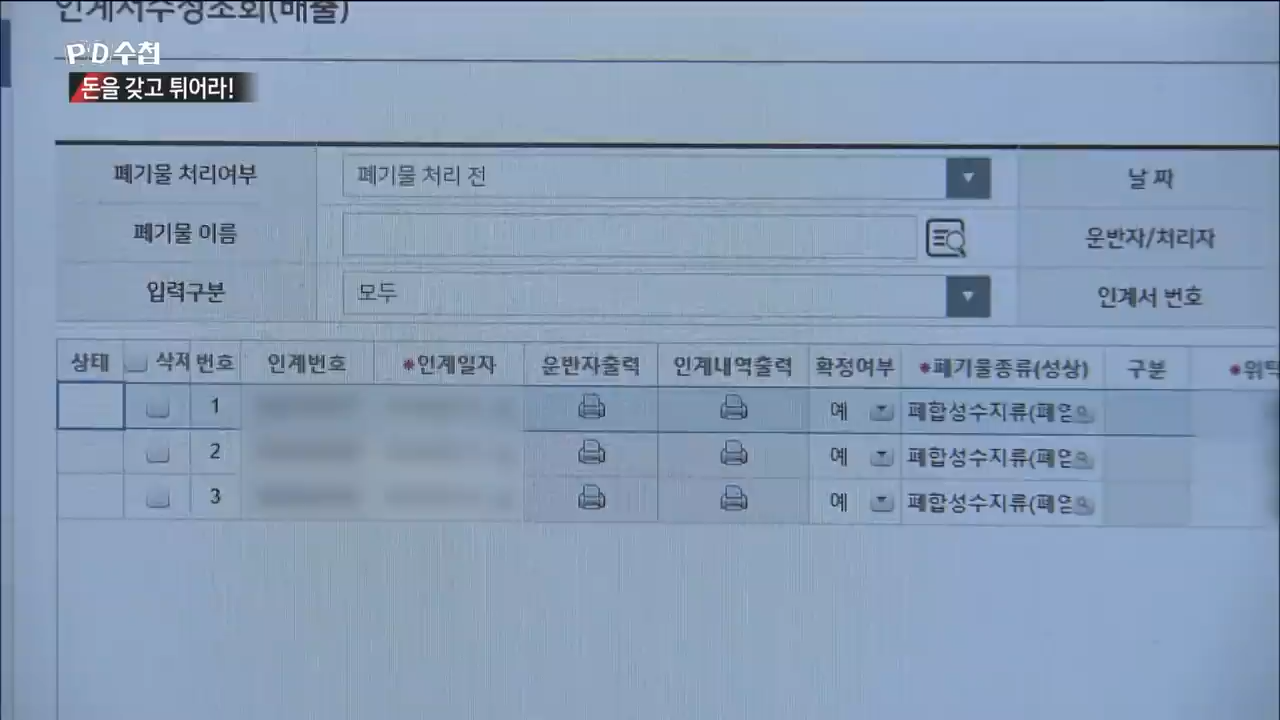 인계서수정조회(배출)
PD수첩
돈을 갖고 튀어라!
폐기물 처리여부 폐기물 처리 전 날 짜
폐기물 이름 운반자/처리자
입력구분 모두 인계서 번호
상태 삭제 번호 인계번호 *인계일자 운반자출력 인계내역출력 확정여부 *폐기물종류(성상) 구분 *위탁
1 예 폐합성수지류(폐
2 예 폐합성수지류(폐
3 예 폐합성수지류(폐